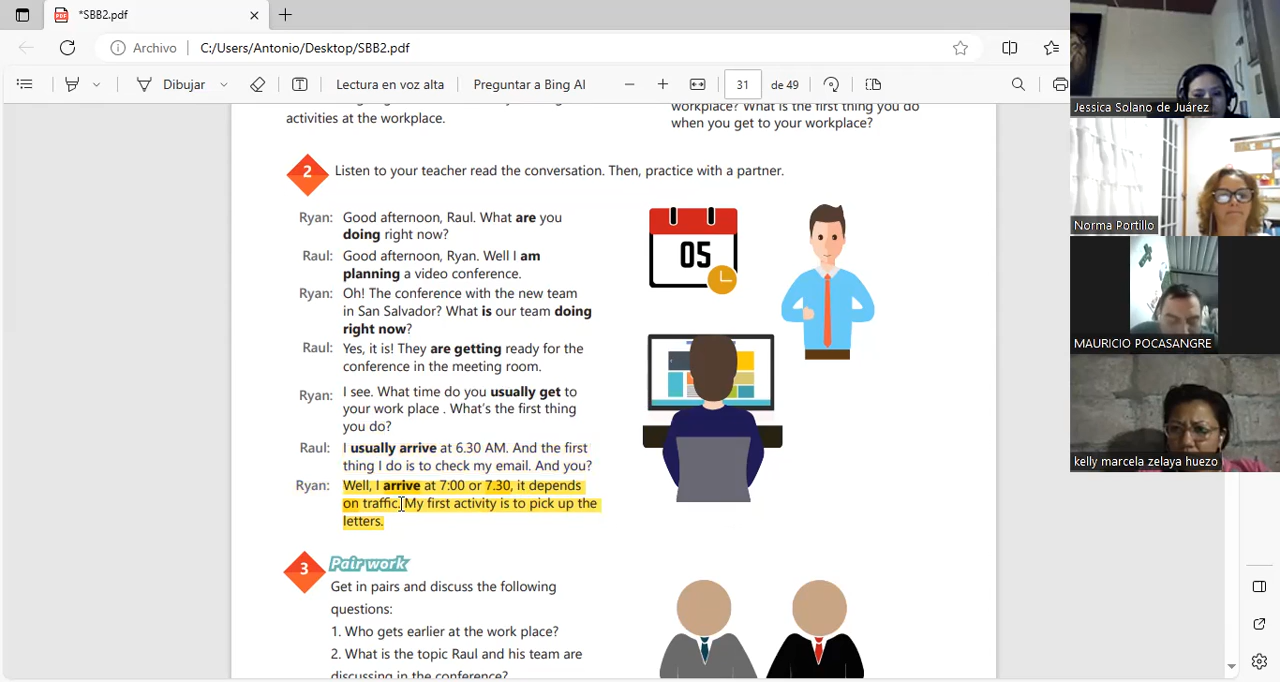 *SBB2.pdf
Archivo
C:/Users/Antonio/Desktop/SBB2.pdf
Dibujar
Lectura en voz alta
Preguntar a Bing AI
31
de 49
activities at the workplace.
workplace? What is the first thing you do
when you get to your workplace?
2
Listen to your teacher read the conversation. Then, practice with a partner.
Ryan: Good afternoon, Raul. What are you
doing right now?
Raul: Good afternoon, Ryan. Well I am
planning a video conference.
Ryan: Oh! The conference with the new team
in San Salvador? What is our team doing
right now?
Raul: Yes, it is! They are getting ready for the
conference in the meeting room.
Ryan: I see. What time do you usually get to
your work place . What's the first thing
you do?
Raul: I usually arrive at 6.30 AM. And the first
thing I do is to check my email. And you?
Ryan: Well, I arrive at 7:00 or 7.30, it depends
on traffic. My first activity is to pick up the
letters.
05
3
Pair work
Get in pairs and discuss the following
questions:
1. Who gets earlier at the work place?
2. What is the topic Raul and his team are
discussing in the conference?
Jessica Solano de Juárez
Norma Portillo
MAURICIO POCASANGRE
kelly marcela zelaya huezo